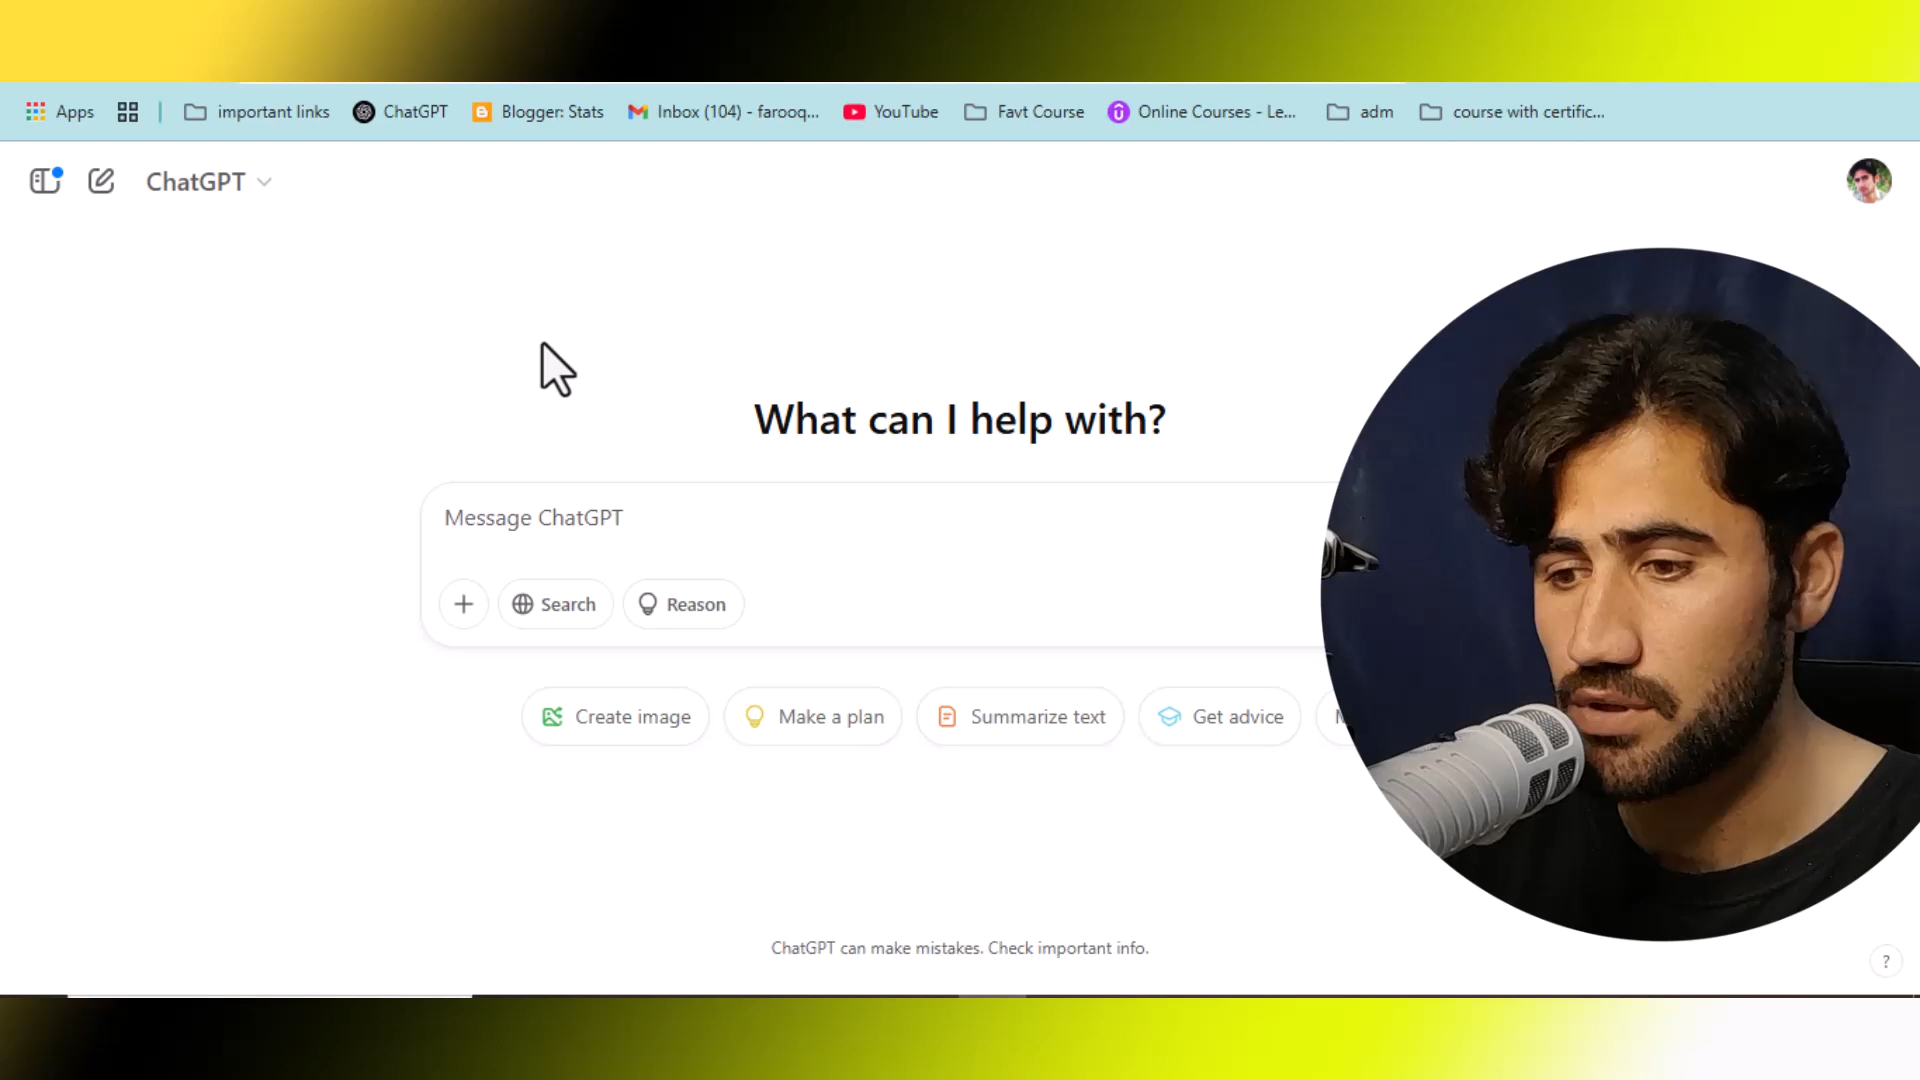 Apps important links ChatGPT Blogger: Stats Inbox (104) - farooq... YouTube Favt Course Online Courses - Le... adm course with certific...
ChatGPT
What can I help with?
Message ChatGPT
Search Reason
Create image Make a plan Summarize text Get advice
ChatGPT can make mistakes. Check important info.
?